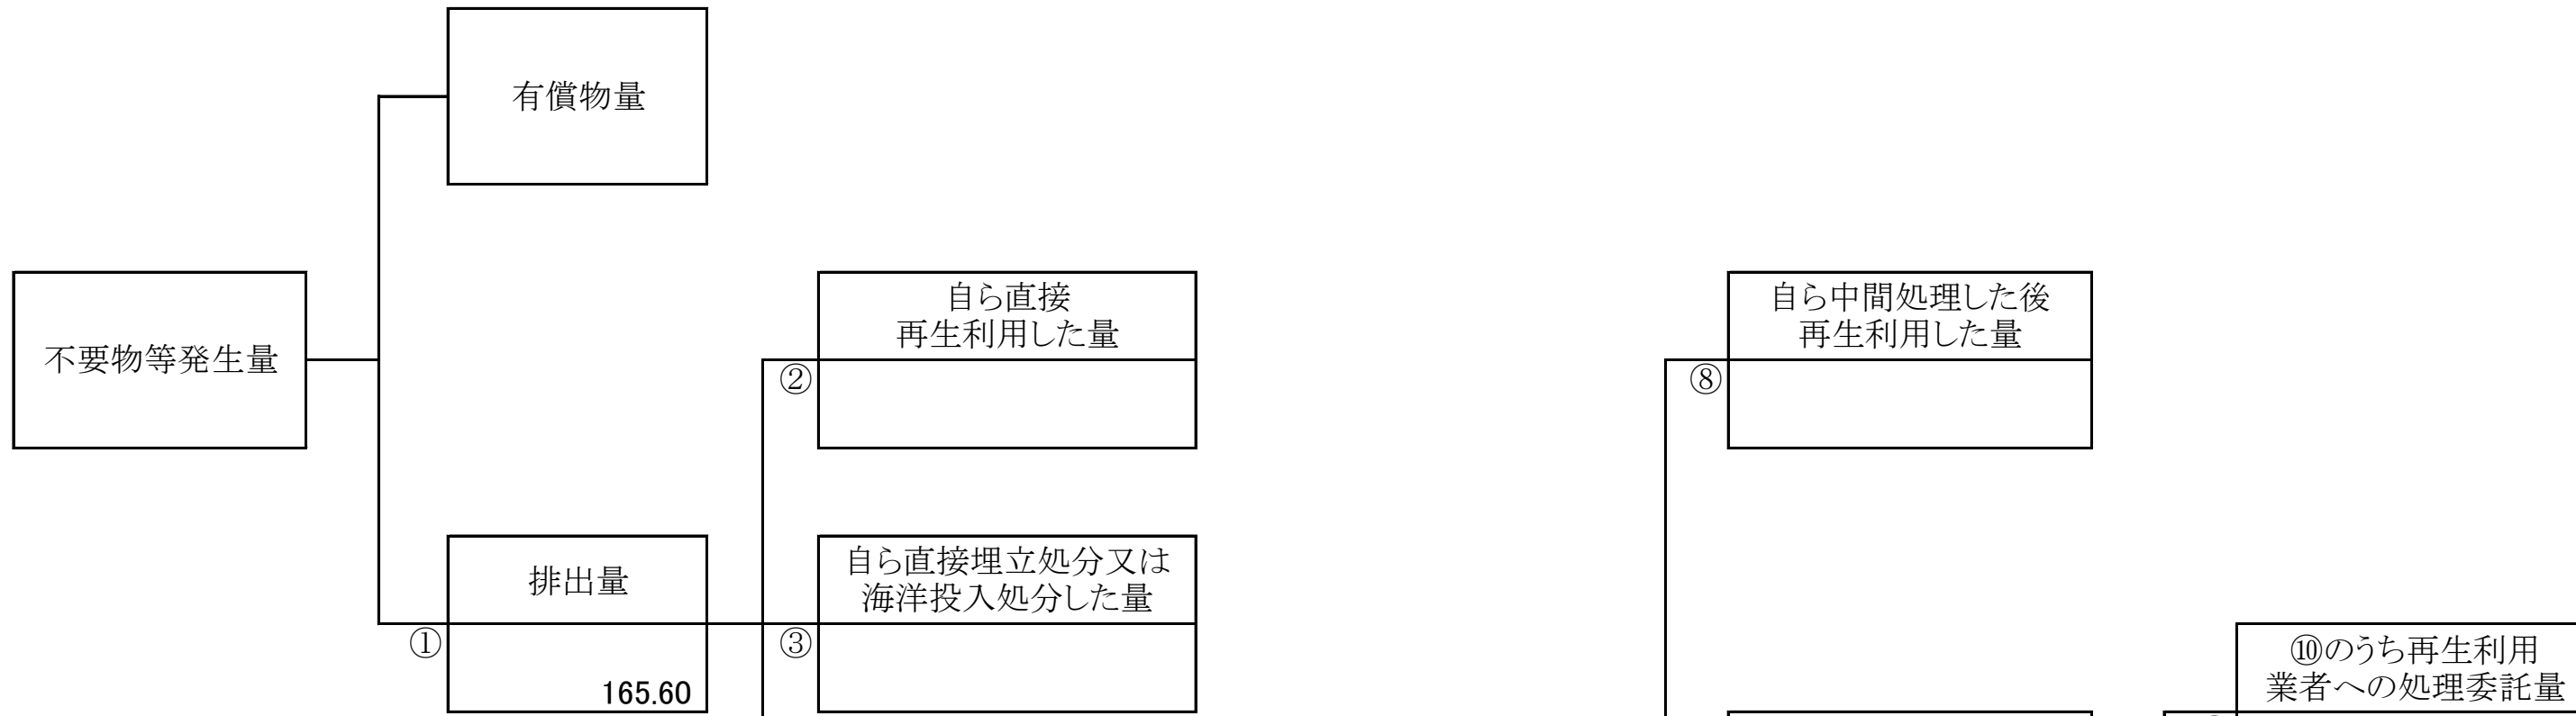 有償物量
不要物等発生量
自ら直接
再生利用した量
②
自ら中間処理した後
再生利用した量
⑧
排出量
①
165.60
自ら直接埋立処分又は
海洋投入処分した量
③
⑩のうち再生利用
業者への処理委託量